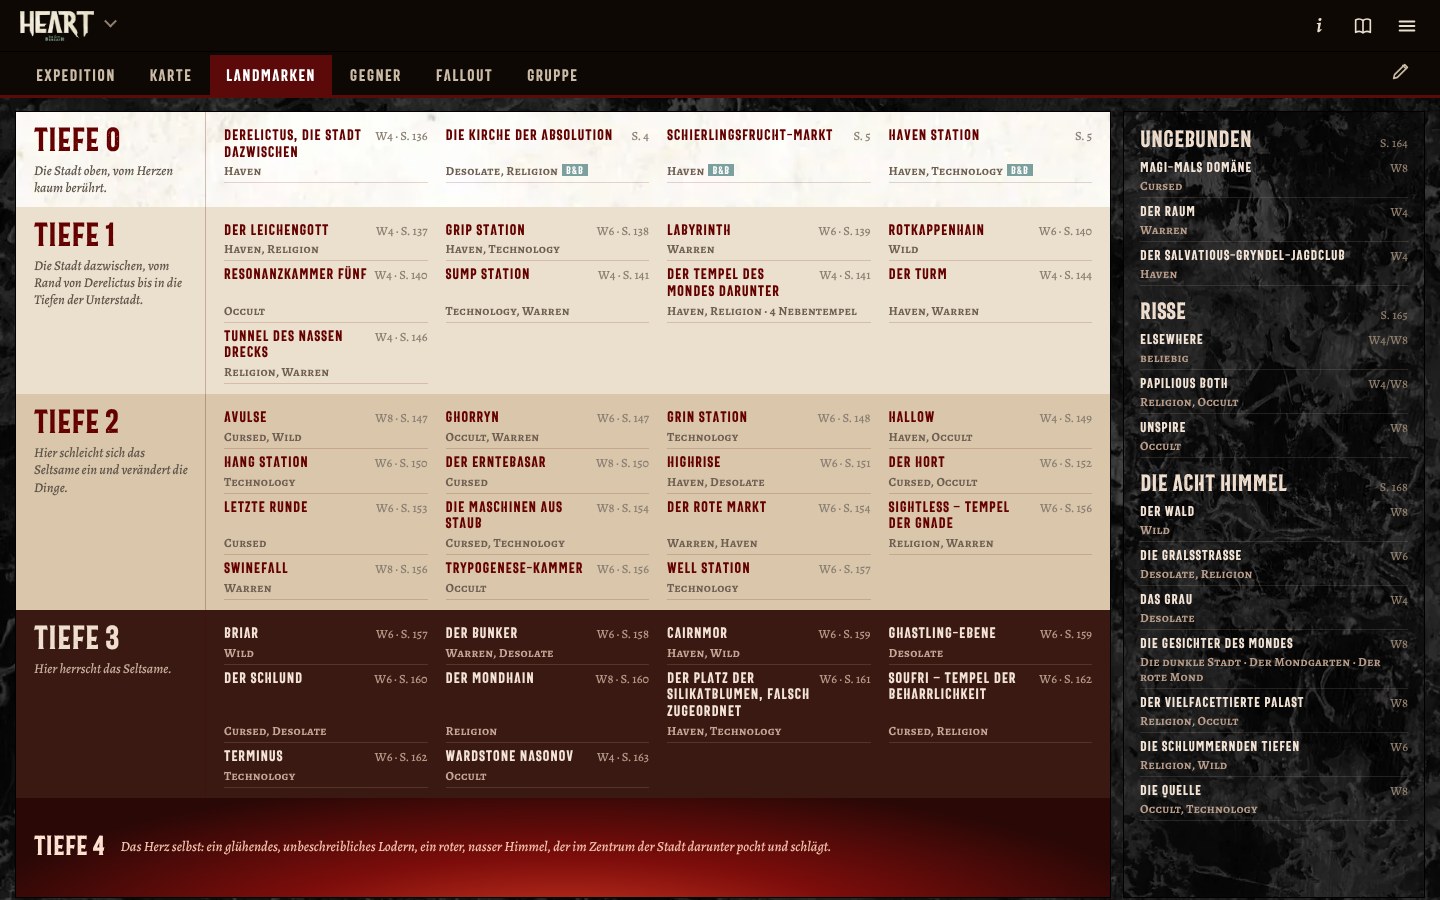 HEART
EXPEDITION KARTE LANDMARKEN GEGNER FALLOUT GRUPPE
TIEFE 0
Die Stadt oben, vom Herzen
kaum berührt.
DERELICTUS, DIE STADT W4 · S. 136
DAZWISCHEN
HAVEN
DIE KIRCHE DER ABSOLUTION S. 4
DESOLATE, RELIGION B&B
SCHIERLINGSFRUCHT-MARKT S. 5
HAVEN B&B
HAVEN STATION S. 5
HAVEN, TECHNOLOGY B&B
TIEFE 1
Die Stadt dazwischen, vom
Rand von Derelictus bis in die
Tiefen der Unterstadt.
DER LEICHENGOTT W4 · S. 137
HAVEN, RELIGION
GRIP STATION W6 · S. 138
HAVEN, TECHNOLOGY
LABYRINTH W6 · S. 139
WARREN
ROTKAPPENHAIN W6 · S. 140
WILD
RESONANZKAMMER FÜNF W4 · S. 140
OCCULT
SUMP STATION W4 · S. 141
TECHNOLOGY, WARREN
DER TEMPEL DES W4 · S. 141
MONDES DARUNTER
HAVEN, RELIGION · 4 NEBENTEMPEL
DER TURM W4 · S. 144
HAVEN, WARREN
TUNNEL DES NASSEN W4 · S. 146
DRECKS
RELIGION, WARREN
TIEFE 2
Hier schleicht sich das
Seltsame ein und verändert die
Dinge.
AVULSE W8 · S. 147
CURSED, WILD
GHORRYN W6 · S. 147
OCCULT, WARREN
GRIN STATION W6 · S. 148
TECHNOLOGY
HALLOW W4 · S. 149
HAVEN, OCCULT
HANG STATION W6 · S. 150
TECHNOLOGY
DER ERNTEBASAR W8 · S. 150
CURSED
HIGHRISE W6 · S. 151
HAVEN, DESOLATE
DER HORT W6 · S. 152
CURSED, OCCULT
LETZTE RUNDE W6 · S. 153
CURSED
DIE MASCHINEN AUS W8 · S. 154
STAUB
CURSED, TECHNOLOGY
DER ROTE MARKT W6 · S. 154
WARREN, HAVEN
SIGHTLESS – TEMPEL W6 · S. 156
DER GNADE
RELIGION, WARREN
SWINEFALL W8 · S. 156
WARREN
TRYPOGENESE-KAMMER W6 · S. 156
OCCULT
WELL STATION W6 · S. 157
TECHNOLOGY
TIEFE 3
Hier herrscht das Seltsame.
BRIAR W6 · S. 157
WILD
DER BUNKER W6 · S. 158
WARREN, DESOLATE
CAIRNMOR W6 · S. 159
HAVEN, WILD
GHASTLING-EBENE W6 · S. 159
DESOLATE
DER SCHLUND W6 · S. 160
CURSED, DESOLATE
DER MONDHAIN W8 · S. 160
RELIGION
DER PLATZ DER W6 · S. 161
SILIKATBLUMEN, FALSCH
ZUGEORDNET
HAVEN, TECHNOLOGY
SOUFRI – TEMPEL DER W6 · S. 162
BEHARRLICHKEIT
CURSED, RELIGION
TERMINUS W6 · S. 162
TECHNOLOGY
WARDSTONE NASONOV W4 · S. 163
OCCULT
TIEFE 4 Das Herz selbst: ein glühendes, unbeschreibliches Lodern, ein roter, nasser Himmel, der im Zentrum der Stadt darunter pocht und schlägt.
UNGEBUNDEN S. 164
MAGI-MALS DOMÄNE W8
CURSED
DER RAUM W4
WARREN
DER SALVATIOUS-GRYNDEL-JAGDCLUB W4
HAVEN
RISSE S. 165
ELSEWHERE W4/W8
BELIEBIG
PAPILIOUS BOTH W4/W8
RELIGION, OCCULT
UNSPIRE W8
OCCULT
DIE ACHT HIMMEL S. 168
DER WALD W8
WILD
DIE GRALSSTRASSE W6
DESOLATE, RELIGION
DAS GRAU W4
DESOLATE
DIE GESICHTER DES MONDES W8
DIE DUNKLE STADT · DER MONDGARTEN · DER
ROTE MOND
DER VIELFACETTIERTE PALAST W8
RELIGION, OCCULT
DIE SCHLUMMERNDEN TIEFEN W6
RELIGION, WILD
DIE QUELLE W8
OCCULT, TECHNOLOGY